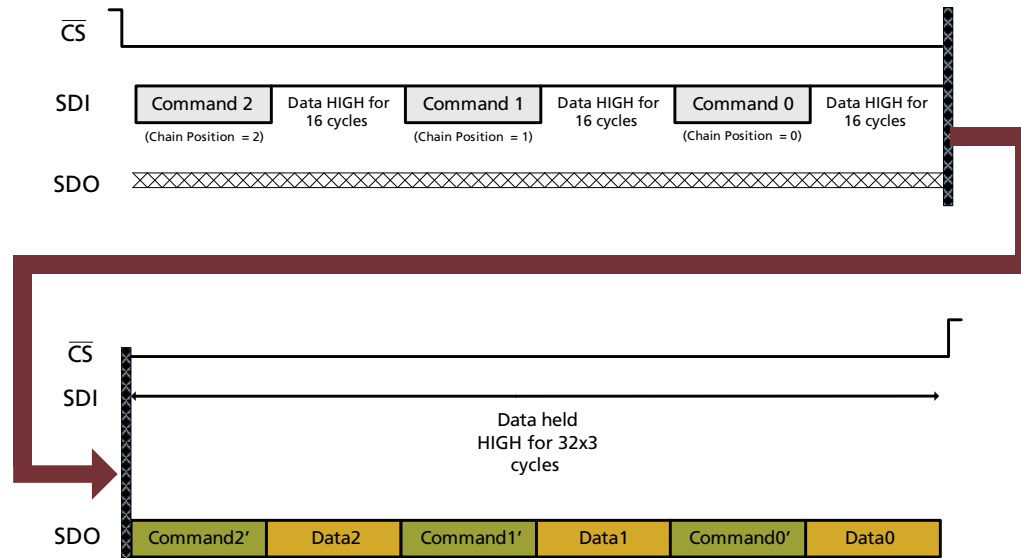 CS
SDI
Command 2
Data HIGH for
16 cycles
Command 1
Data HIGH for
16 cycles
Command 0
Data HIGH for
16 cycles
(Chain Position = 2)
(Chain Position = 1)
(Chain Position = 0)
SDO
CS
SDI
Data held
HIGH for 32x3
cycles
SDO
Command2’
Data2
Command1’
Data1
Command0’
Data0